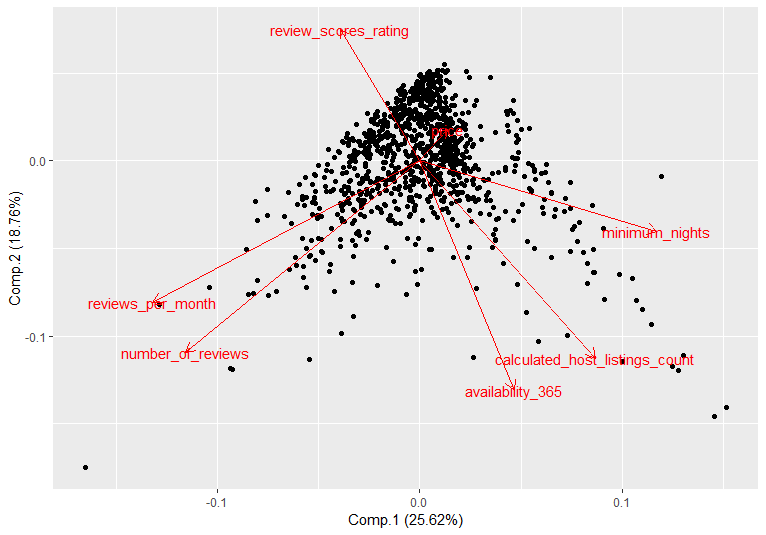 review_scores_rating
price
0.0
minimum_nights
reviews_per_month
-0.1
number_of_reviews
calculated_host_listings_count
availability_365
-0.1
0.0
0.1
Comp.1 (25.62%)
Comp.2 (18.76%)